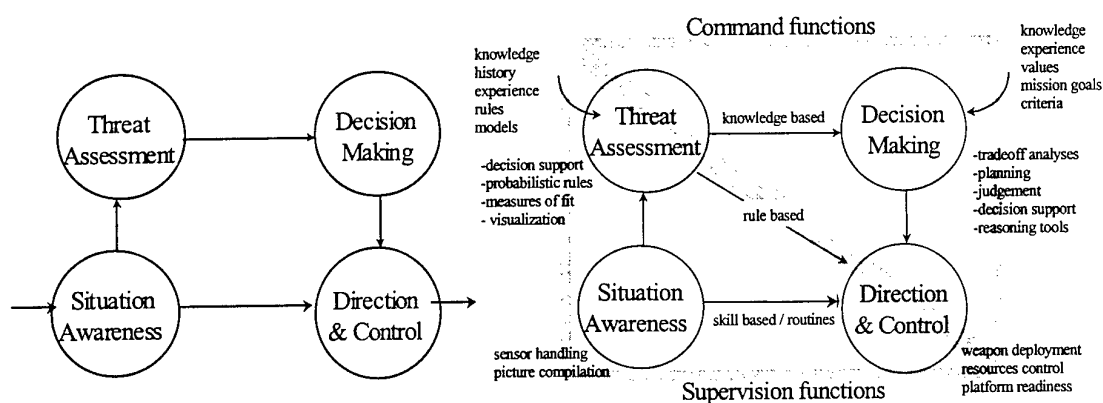 Threat
Assessment
Decision
Making
Situation
Awareness
Direction
& Control
Command functions
knowledge
history
experience
rules
models
knowledge
experience
values
mission goals
criteria
Threat
Assessment
knowledge based
Decision
Making
-decision support
-probabilistic rules
-measures of fit
- visualization
-tradeoff analyses
-planning
-judgement
-decision support
-reasoning tools
rule based
Situation
Awareness
skill based / routines
Direction
& Control
sensor handling
picture compilation
weapon deployment
resources control
platform readiness
Supervision functions